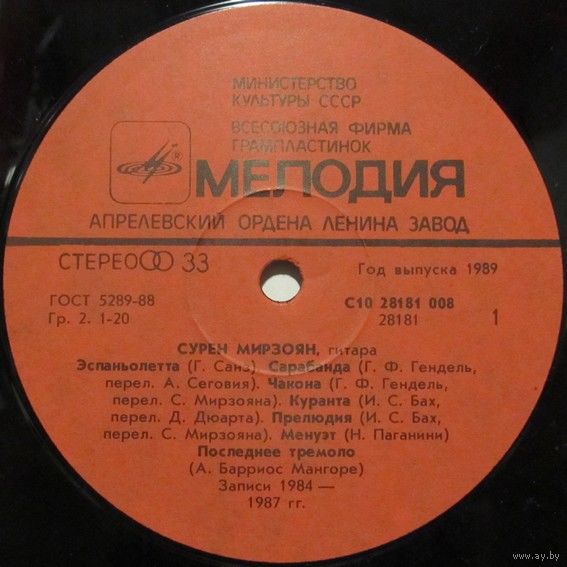 МИНИСТЕРСТВО
КУЛЬТУРЫ СССР
ВСЕСОЮЗНАЯ ФИРМА
ГРАМПЛАСТИНОК
® МЕЛОДИЯ
АПРЕЛЕВСКИЙ ОРДЕНА ЛЕНИНА ЗАВОД
СТЕРЕО 33
Год выпуска 1989
ГОСТ 5289-88
Гр. 2. 1-20
С10 28181 008
28181
1
СУРЕН МИРЗОЯН, гитара
Эспаньолетта (Г. Санз). Сарабанда (Г. Ф. Гендель,
перел. А. Сеговия). Чакона (Г. Ф. Гендель,
перел. С. Мирзояна). Куранта (И. С. Бах,
перел. Д. Дюарта). Прелюдия (И. С. Бах,
перел. С. Мирзояна). Менуэт (Н. Паганини)
Последнее тремоло
(А. Барриос Мангоре)
Записи 1984 —
1987 гг.
www.ay.by